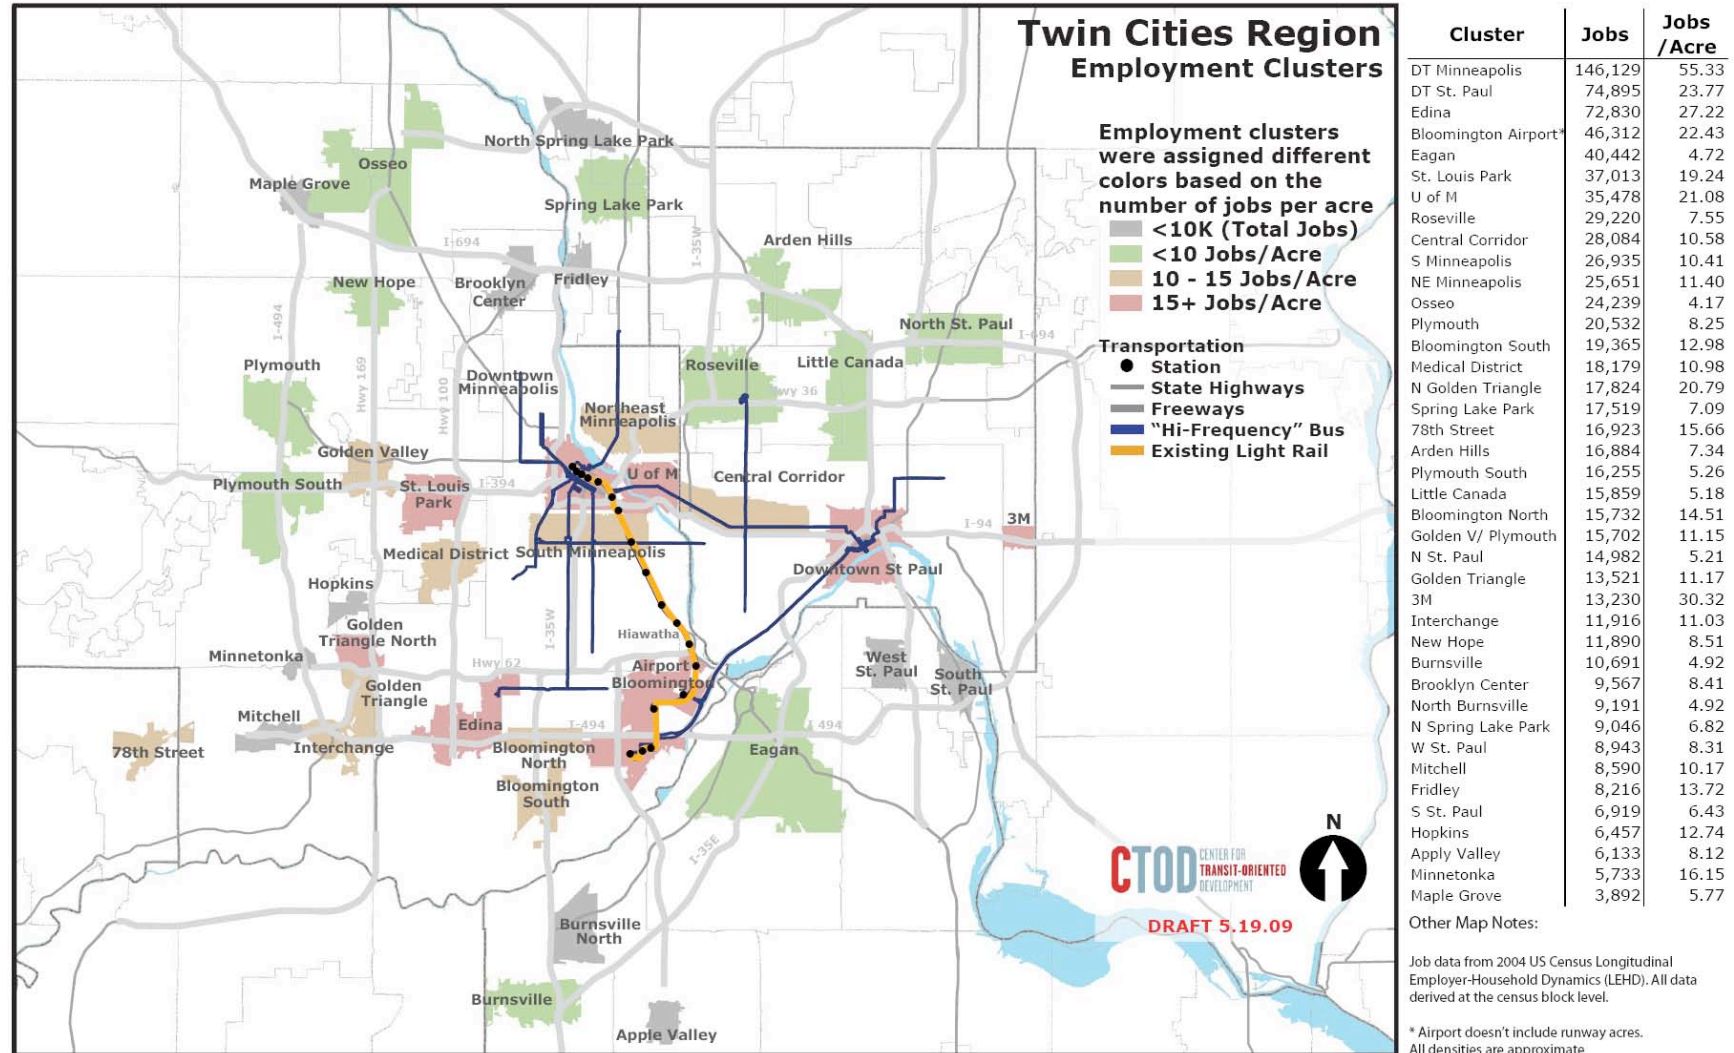 Twin Cities Region
Employment Clusters
Employment clusters
were assigned different
colors based on the
number of jobs per acre
<10K (Total Jobs)
<10 Jobs/Acre
10 - 15 Jobs/Acre
15+ Jobs/Acre
Transportation
Station
State Highways
Freeways
"Hi-Frequency" Bus
Existing Light Rail
North Spring Lake Park
Osseo
Maple Grove
Spring Lake Park
I-694
I-35W
Arden Hills
New Hope
Brooklyn
Center
Fridley
I-494
North St. Paul
I-694
Plymouth
Hwy 169
Hwy 100
Downtown
Minneapolis
Roseville
Little Canada
Hwy 36
Northeast
Minneapolis
Golden Valley
Plymouth South
St. Louis
Park
I-394
U of M
Central Corridor
3M
I-94
Medical District
South Minneapolis
Downtown St Paul
Hopkins
Golden
Triangle North
I-35W
Hiawatha
Minnetonka
Hwy 62
Airport
Bloomington
West
St. Paul
South
St. Paul
Golden
Triangle
Mitchell
Edina
I-494
I 494
78th Street
Interchange
Bloomington
North
Eagan
Bloomington
South
I-35E
N
CTOD
CENTER FOR
TRANSIT-ORIENTED
DEVELOPMENT
DRAFT 5.19.09
Burnsville
North
Burnsville
Apple Valley
Cluster Jobs Jobs
/Acre
DT Minneapolis 146,129 55.33
DT St. Paul 74,895 23.77
Edina 72,830 27.22
Bloomington Airport* 46,312 22.43
Eagan 40,442 4.72
St. Louis Park 37,013 19.24
U of M 35,478 21.08
Roseville 29,220 7.55
Central Corridor 28,084 10.58
S Minneapolis 26,935 10.41
NE Minneapolis 25,651 11.40
Osseo 24,239 4.17
Plymouth 20,532 8.25
Bloomington South 19,365 12.98
Medical District 18,179 10.98
N Golden Triangle 17,824 20.79
Spring Lake Park 17,519 7.09
78th Street 16,923 15.66
Arden Hills 16,884 7.34
Plymouth South 16,255 5.26
Little Canada 15,859 5.18
Bloomington North 15,732 14.51
Golden V/ Plymouth 15,702 11.15
N St. Paul 14,982 5.21
Golden Triangle 13,521 11.17
3M 13,230 30.32
Interchange 11,916 11.03
New Hope 11,890 8.51
Burnsville 10,691 4.92
Brooklyn Center 9,567 8.41
North Burnsville 9,191 4.92
N Spring Lake Park 9,046 6.82
W St. Paul 8,943 8.31
Mitchell 8,590 10.17
Fridley 8,216 13.72
S St. Paul 6,919 6.43
Hopkins 6,457 12.74
Apply Valley 6,133 8.12
Minnetonka 5,733 16.15
Maple Grove 3,892 5.77
Other Map Notes:
Job data from 2004 US Census Longitudinal
Employer-Household Dynamics (LEHD). All data
derived at the census block level.
* Airport doesn't include runway acres.
All densities are approximate